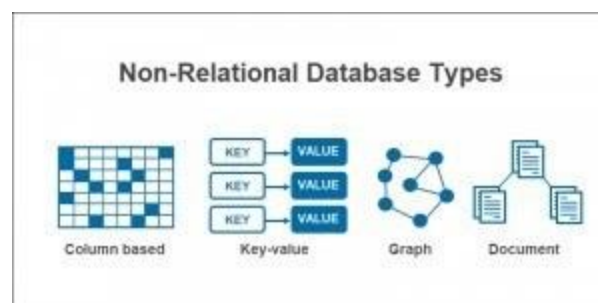 Non-Relational Database Types
KEY VALUE
KEY VALUE
KEY VALUE
Column based Key-value Graph Document